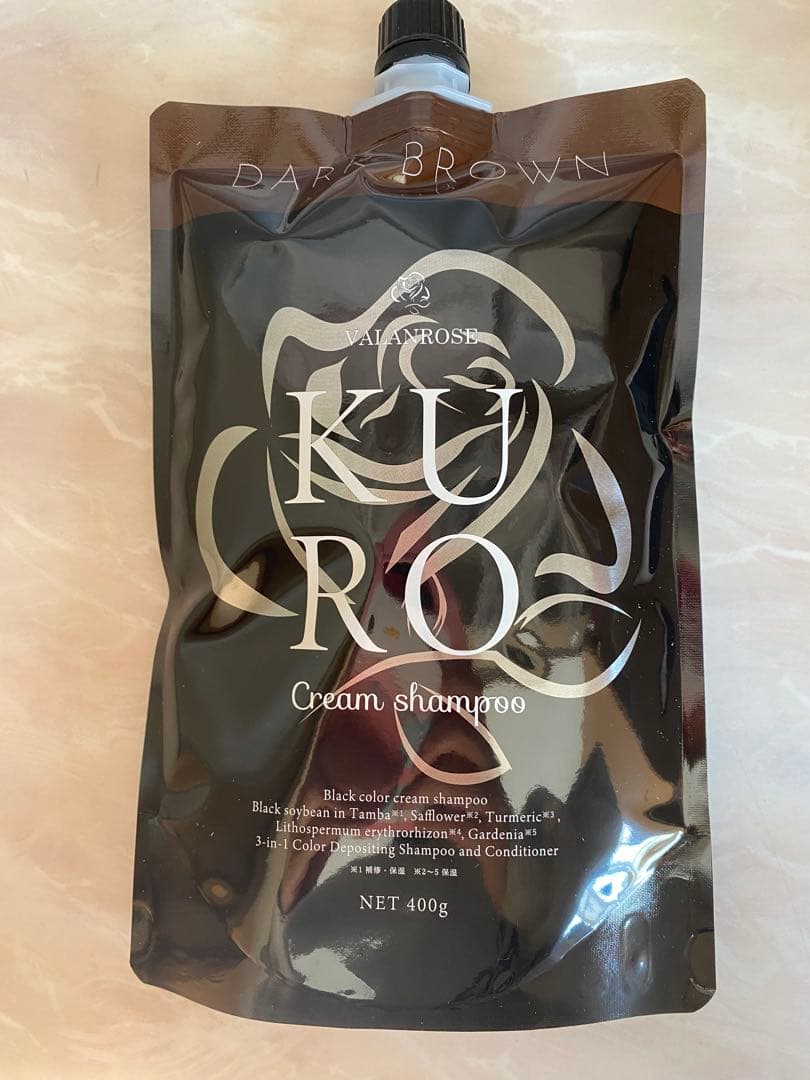 DARK BROWN
VALANROSE
KU
RO
Cream shampoo
Black color cream shampoo
Black soybean in Tamba※1, Safflower※2, Turmeric※3,
Lithospermum erythrorhizon※4, Gardenia※5
3-in-1 Color Depositing Shampoo and Conditioner
※1 補修・保湿 ※2～5 保湿
NET 400g